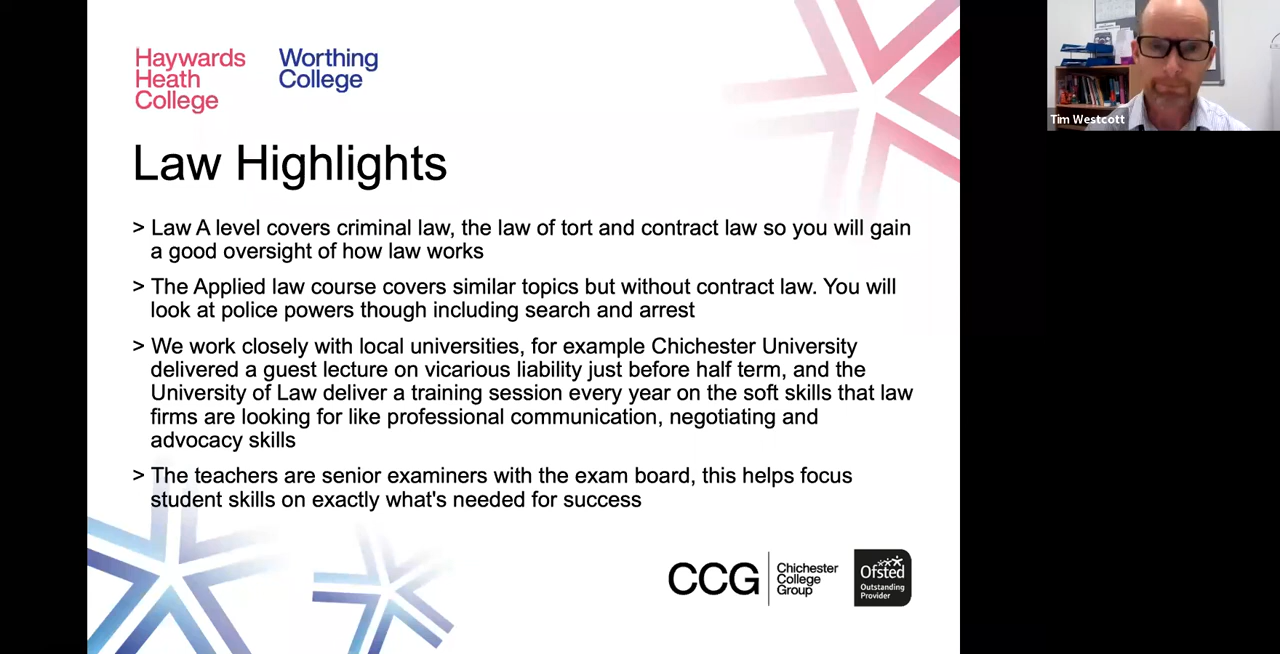 Haywards
Heath
College
Worthing
College
Law Highlights
> Law A level covers criminal law, the law of tort and contract law so you will gain
a good oversight of how law works
> The Applied law course covers similar topics but without contract law. You will
look at police powers though including search and arrest
> We work closely with local universities, for example Chichester University
delivered a guest lecture on vicarious liability just before half term, and the
University of Law deliver a training session every year on the soft skills that law
firms are looking for like professional communication, negotiating and
advocacy skills
> The teachers are senior examiners with the exam board, this helps focus
student skills on exactly what's needed for success
CCG
Chichester
College
Group
Ofsted
Outstanding
Provider
Tim Westcott